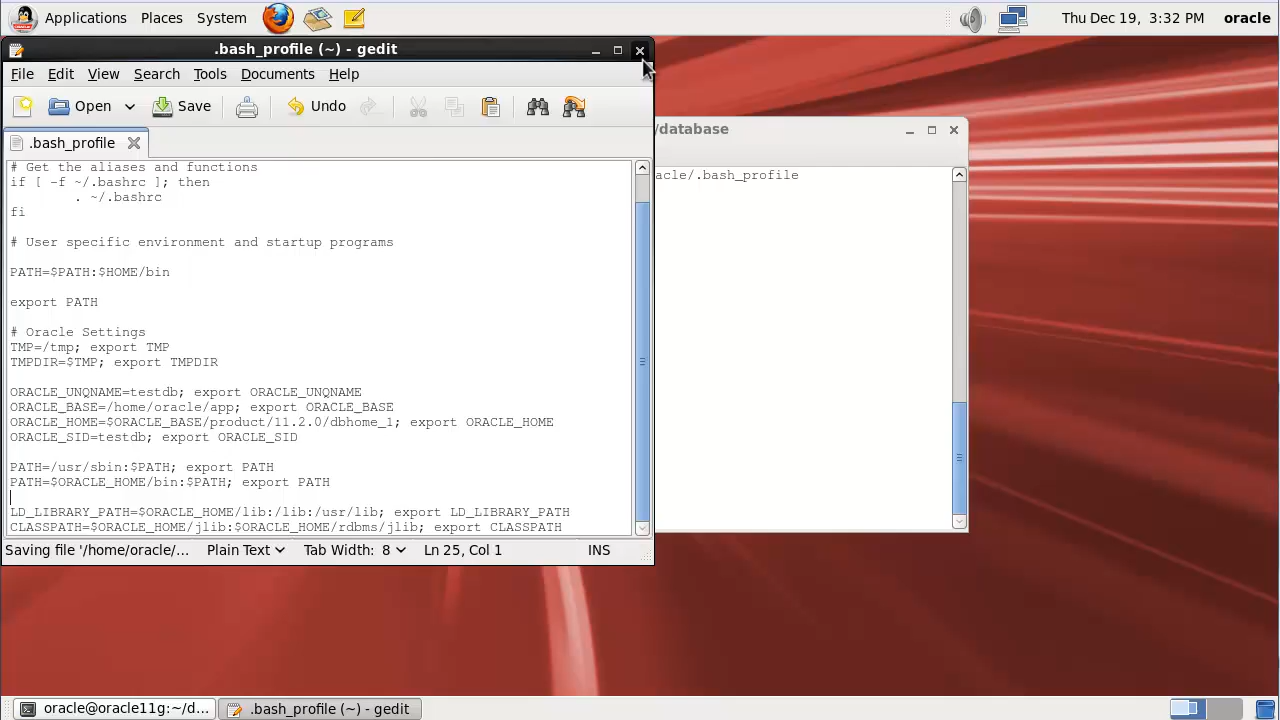 Applications Places System Thu Dec 19, 3:32 PM oracle
.bash_profile (~) - gedit
File Edit View Search Tools Documents Help
Open Save Undo
/database
.bash_profile
# Get the aliases and functions
acle/.bash_profile
if [ -f ~/.bashrc ]; then
. ~/.bashrc
fi
# User specific environment and startup programs
PATH=$PATH:$HOME/bin
export PATH
# Oracle Settings
TMP=/tmp; export TMP
TMPDIR=$TMP; export TMPDIR
ORACLE_UNQNAME=testdb; export ORACLE_UNQNAME
ORACLE_BASE=/home/oracle/app; export ORACLE_BASE
ORACLE_HOME=$ORACLE_BASE/product/11.2.0/dbhome_1; export ORACLE_HOME
ORACLE_SID=testdb; export ORACLE_SID
PATH=/usr/sbin:$PATH; export PATH
PATH=$ORACLE_HOME/bin:$PATH; export PATH
LD_LIBRARY_PATH=$ORACLE_HOME/lib:/lib:/usr/lib; export LD_LIBRARY_PATH
CLASSPATH=$ORACLE_HOME/jlib:$ORACLE_HOME/rdbms/jlib; export CLASSPATH
Saving file '/home/oracle/... Plain Text Tab Width: 8 Ln 25, Col 1 INS
oracle@oracle11g:~/d... .bash_profile (~) - gedit